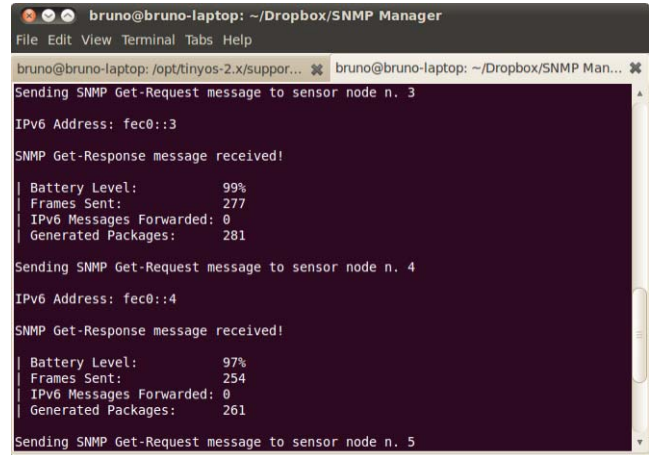 bruno@bruno-laptop: ~/Dropbox/SNMP Manager
File Edit View Terminal Tabs Help
bruno@bruno-laptop: /opt/tinyos-2.x/suppor... bruno@bruno-laptop: ~/Dropbox/SNMP Man...
Sending SNMP Get-Request message to sensor node n. 3
IPv6 Address: fec0::3
SNMP Get-Response message received!
| Battery Level: 99%
| Frames Sent: 277
| IPv6 Messages Forwarded: 0
| Generated Packages: 281
Sending SNMP Get-Request message to sensor node n. 4
IPv6 Address: fec0::4
SNMP Get-Response message received!
| Battery Level: 97%
| Frames Sent: 254
| IPv6 Messages Forwarded: 0
| Generated Packages: 261
Sending SNMP Get-Request message to sensor node n. 5